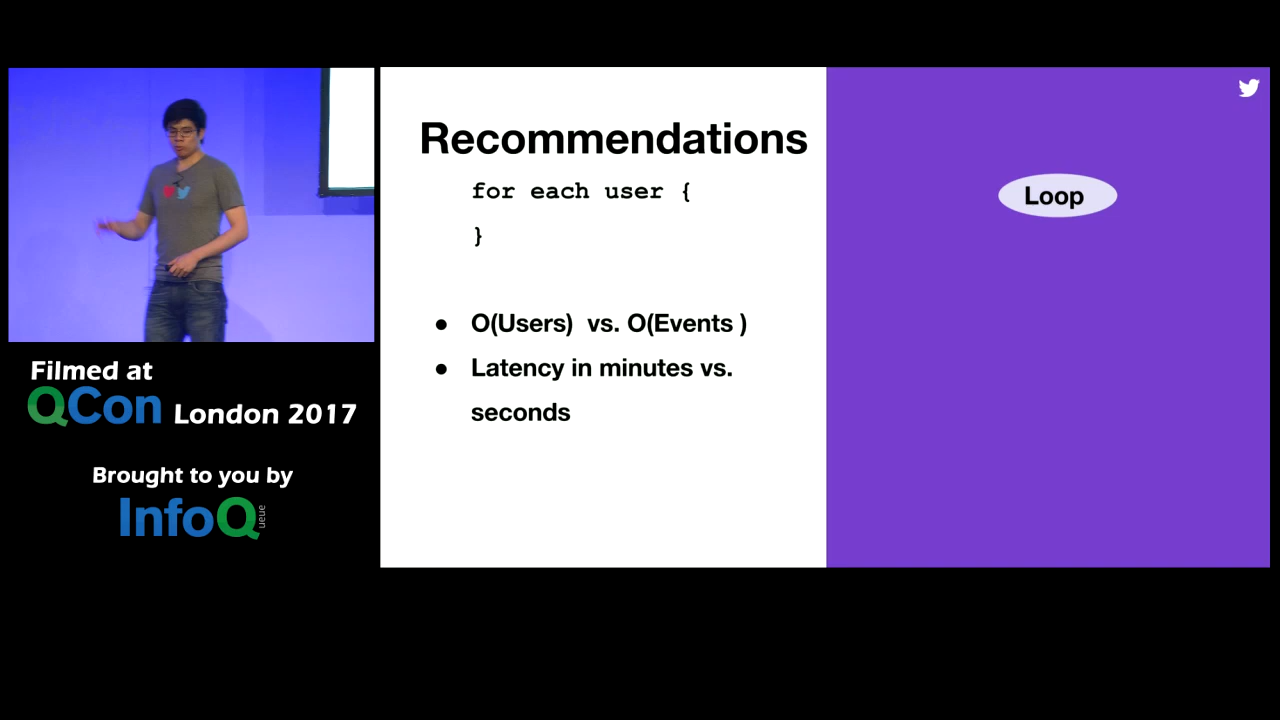 Recommendations
for each user {
}
● O(Users) vs. O(Events )
● Latency in minutes vs.
seconds
Loop
Filmed at
QCon London 2017
Brought to you by
InfoQueue